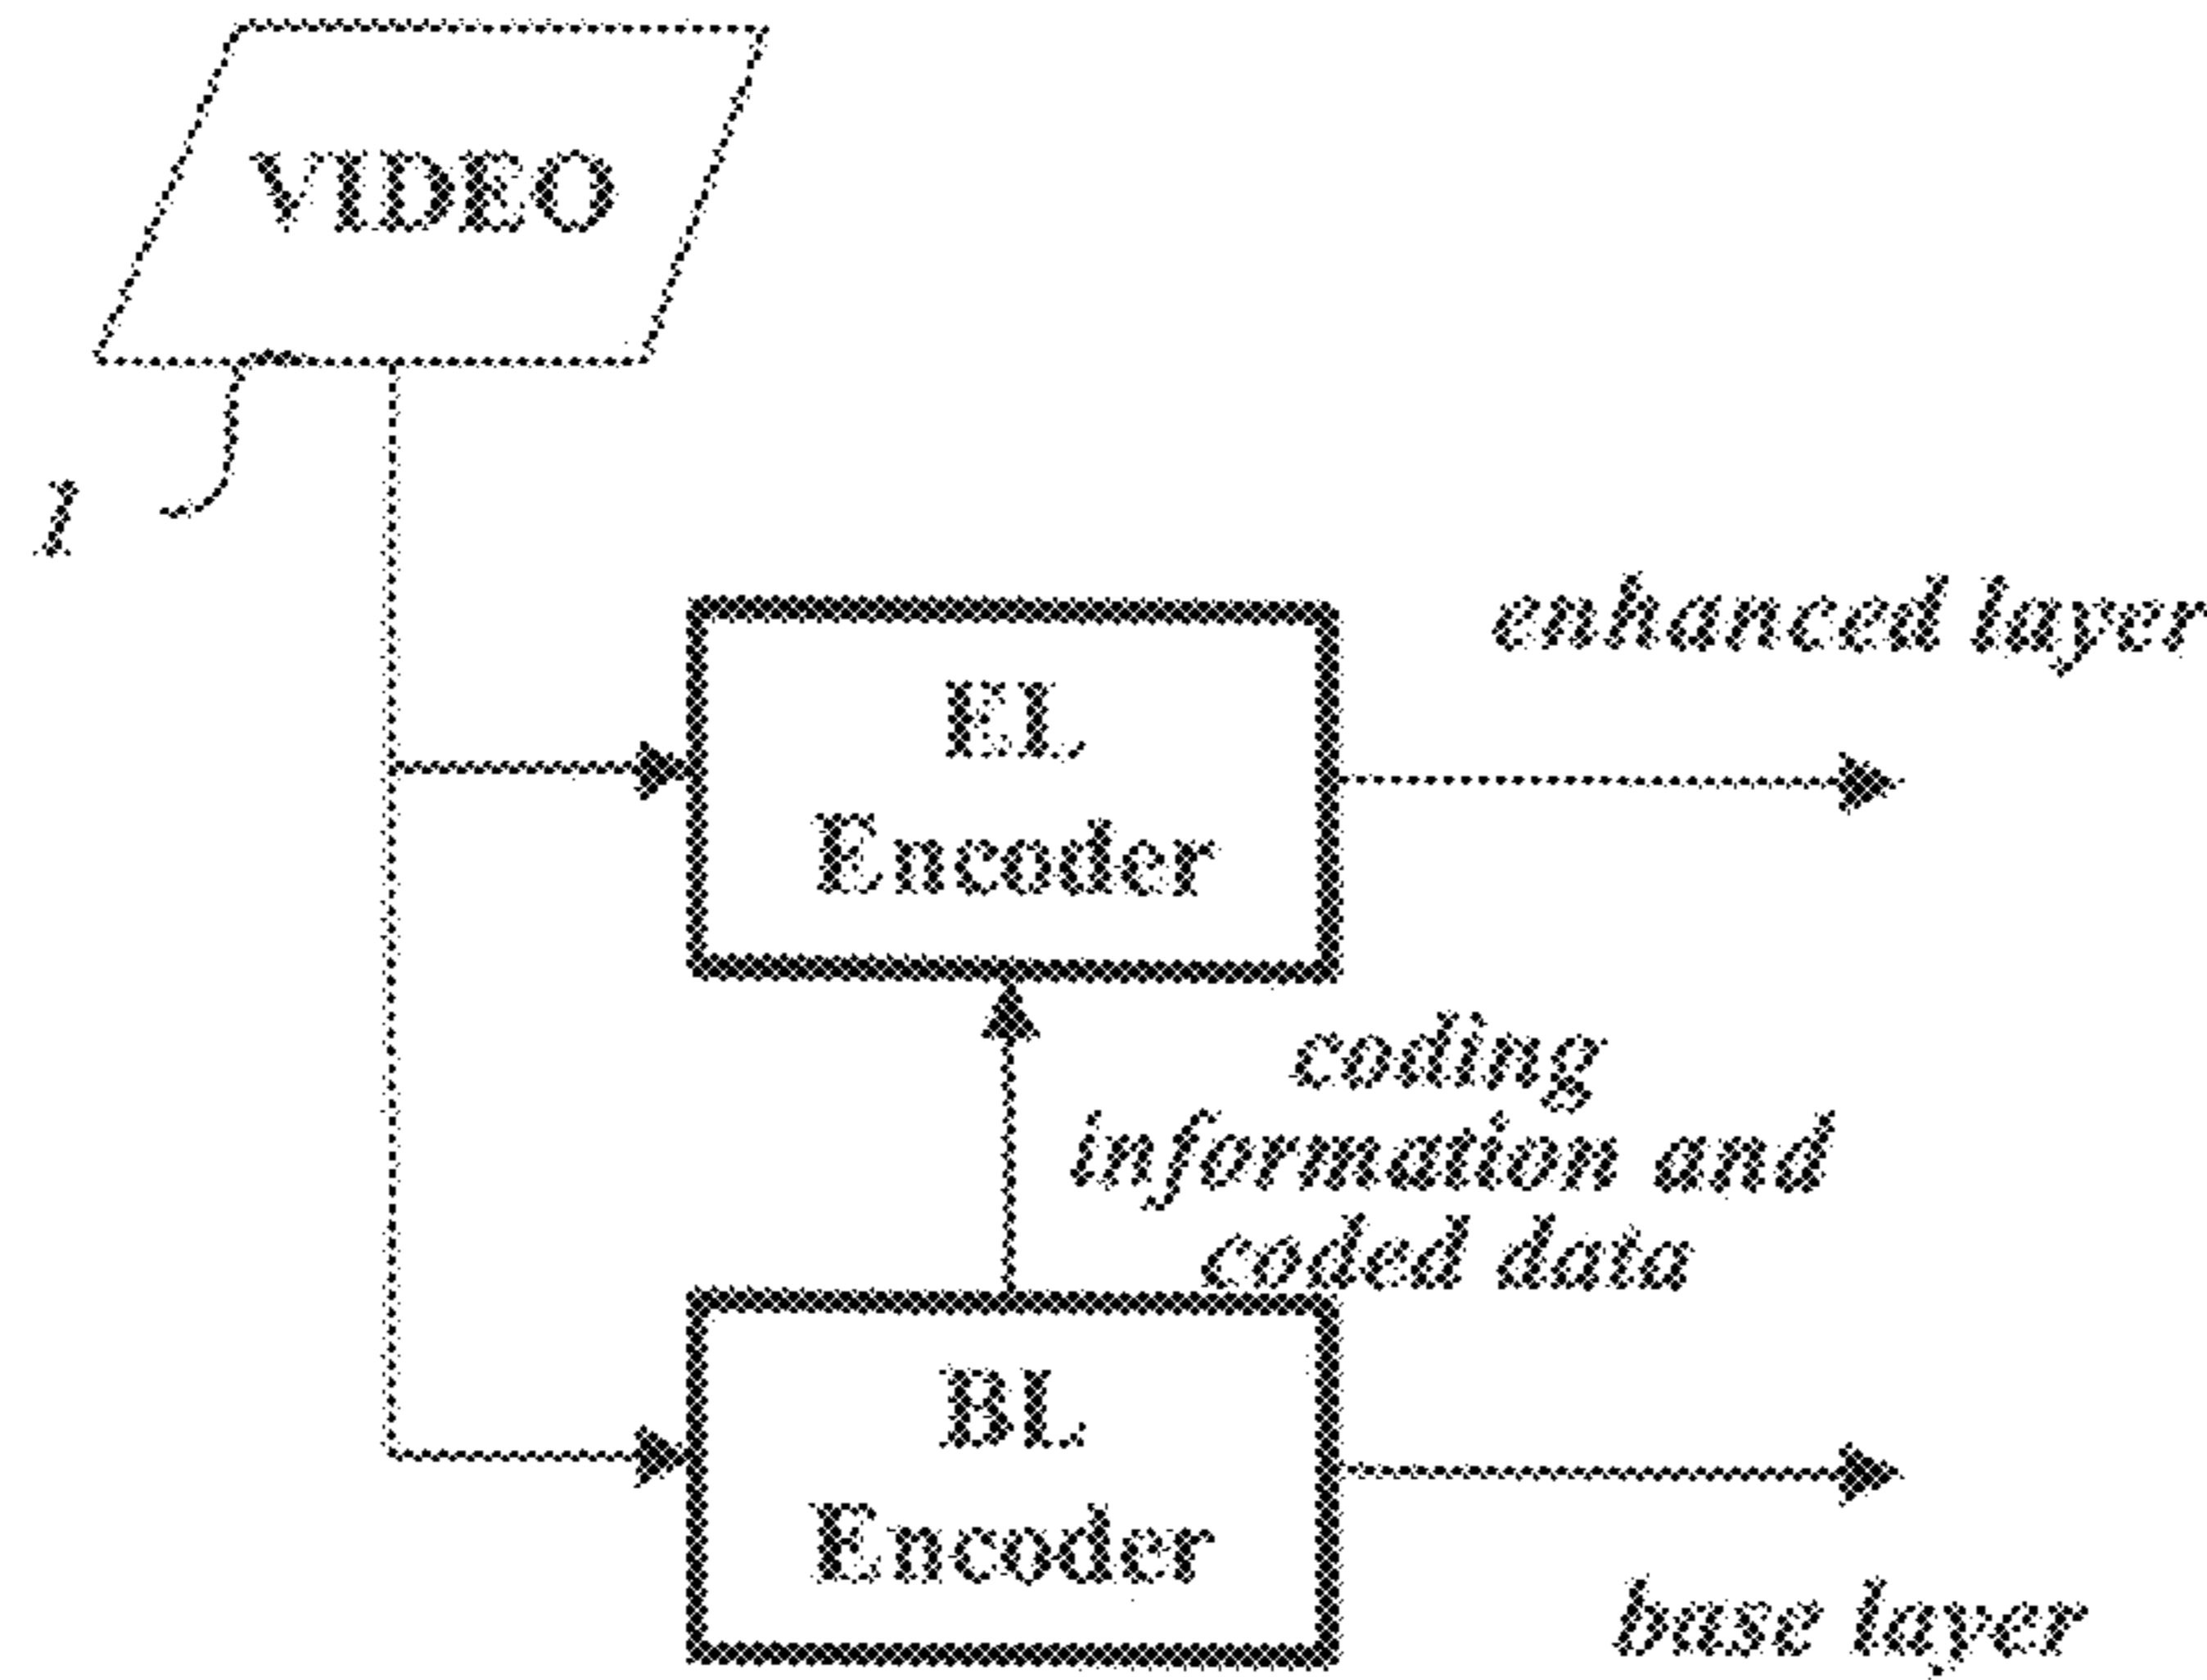 VIDEO
1
enhanced layer
EL
Encoder
coding
information and
coded data
BL
Encoder
base layer